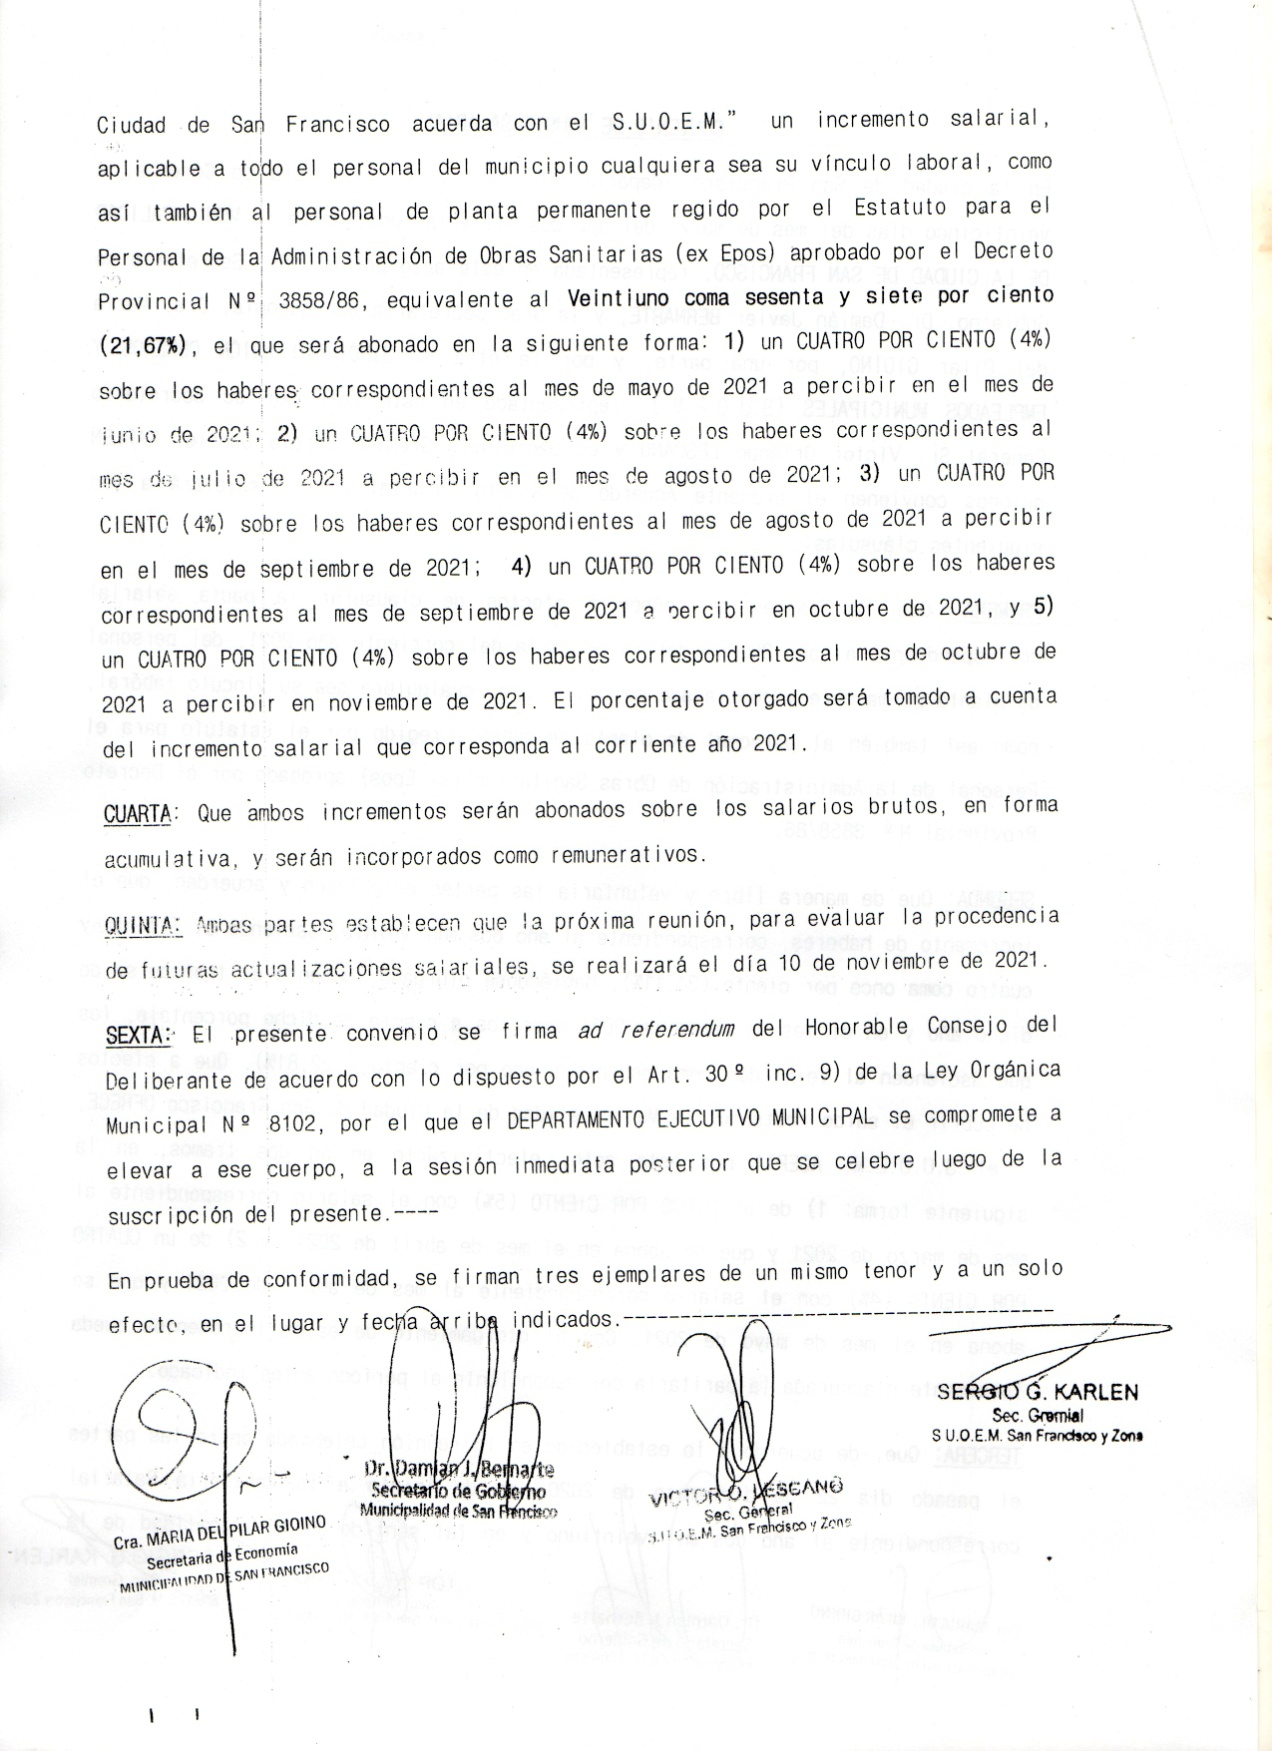 Ciudad de San Francisco acuerda con el S.U.O.E.M.” un incremento salarial,
aplicable a todo el personal del municipio cualquiera sea su vínculo laboral, como
así también al personal de planta permanente regido por el Estatuto para el
Personal de la Administración de Obras Sanitarias (ex Epos) aprobado por el Decreto
Provincial Nº 3858/86, equivalente al Veintiuno coma sesenta y siete por ciento
(21,67%), el que será abonado en la siguiente forma: 1) un CUATRO POR CIENTO (4%)
sobre los haberes correspondientes al mes de mayo de 2021 a percibir en el mes de
junio de 2021; 2) un CUATRO POR CIENTO (4%) sobre los haberes correspondientes al
mes de julio de 2021 a percibir en el mes de agosto de 2021; 3) un CUATRO POR
CIENTO (4%) sobre los haberes correspondientes al mes de agosto de 2021 a percibir
en el mes de septiembre de 2021; 4) un CUATRO POR CIENTO (4%) sobre los haberes
correspondientes al mes de septiembre de 2021 a percibir en octubre de 2021, y 5)
un CUATRO POR CIENTO (4%) sobre los haberes correspondientes al mes de octubre de
2021 a percibir en noviembre de 2021. El porcentaje otorgado será tomado a cuenta
del incremento salarial que corresponda al corriente año 2021.
CUARTA: Que ambos incrementos serán abonados sobre los salarios brutos, en forma
acumulativa, y serán incorporados como remunerativos.
QUINTA: Ambas partes establecen que la próxima reunión, para evaluar la procedencia
de futuras actualizaciones salariales, se realizará el día 10 de noviembre de 2021.
SEXTA: El presente convenio se firma ad referendum del Honorable Consejo del
Deliberante de acuerdo con lo dispuesto por el Art. 30º inc. 9) de la Ley Orgánica
Municipal Nº 8102, por el que el DEPARTAMENTO EJECUTIVO MUNICIPAL se compromete a
elevar a ese cuerpo, a la sesión inmediata posterior que se celebre luego de la
suscripción del presente.----
En prueba de conformidad, se firman tres ejemplares de un mismo tenor y a un solo
efecto, en el lugar y fecha arriba indicados.-------------------------------------------
Cra. MARIA DEL PILAR GIOINO
Secretaria de Economía
MUNICIPALIDAD DE SAN FRANCISCO
Dr. Damián J. Bernarte
Secretario de Gobierno
Municipalidad de San Francisco
VICTOR O. LESCANO
Sec. General
S.U.O.E.M. San Francisco y Zona
SERGIO G. KARLEN
Sec. Gremial
S U.O.E.M. San Francisco y Zona